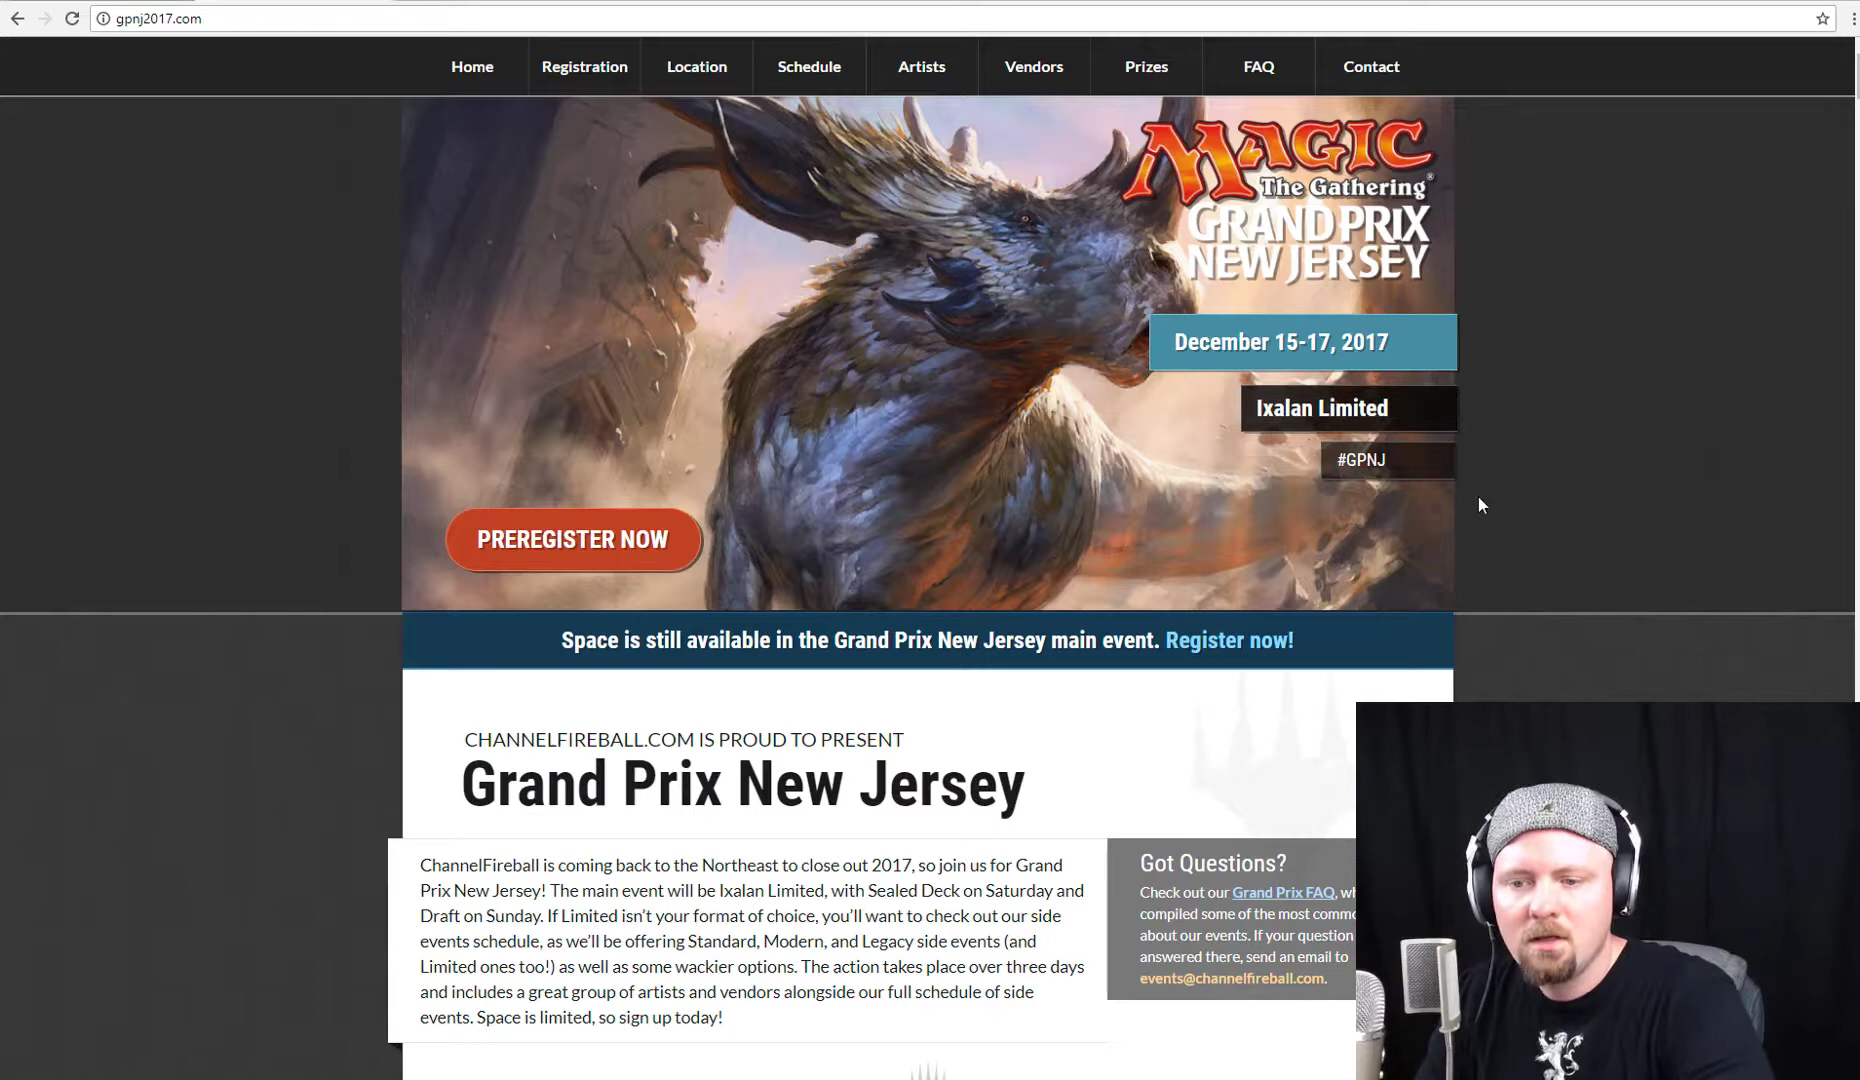 gpnj2017.com
Home Registration Location Schedule Artists Vendors Prizes FAQ Contact
MAGIC
The Gathering®
GRAND PRIX
NEW JERSEY
December 15-17, 2017
Ixalan Limited
#GPNJ
PREREGISTER NOW
Space is still available in the Grand Prix New Jersey main event. Register now!
CHANNELFIREBALL.COM IS PROUD TO PRESENT
Grand Prix New Jersey
ChannelFireball is coming back to the Northeast to close out 2017, so join us for Grand
Prix New Jersey! The main event will be Ixalan Limited, with Sealed Deck on Saturday and
Draft on Sunday. If Limited isn't your format of choice, you'll want to check out our side
events schedule, as we'll be offering Standard, Modern, and Legacy side events (and
Limited ones too!) as well as some wackier options. The action takes place over three days
and includes a great group of artists and vendors alongside our full schedule of side
events. Space is limited, so sign up today!
Got Questions?
Check out our Grand Prix FAQ, wh
compiled some of the most commo
about our events. If your question
answered there, send an email to
events@channelfireball.com.